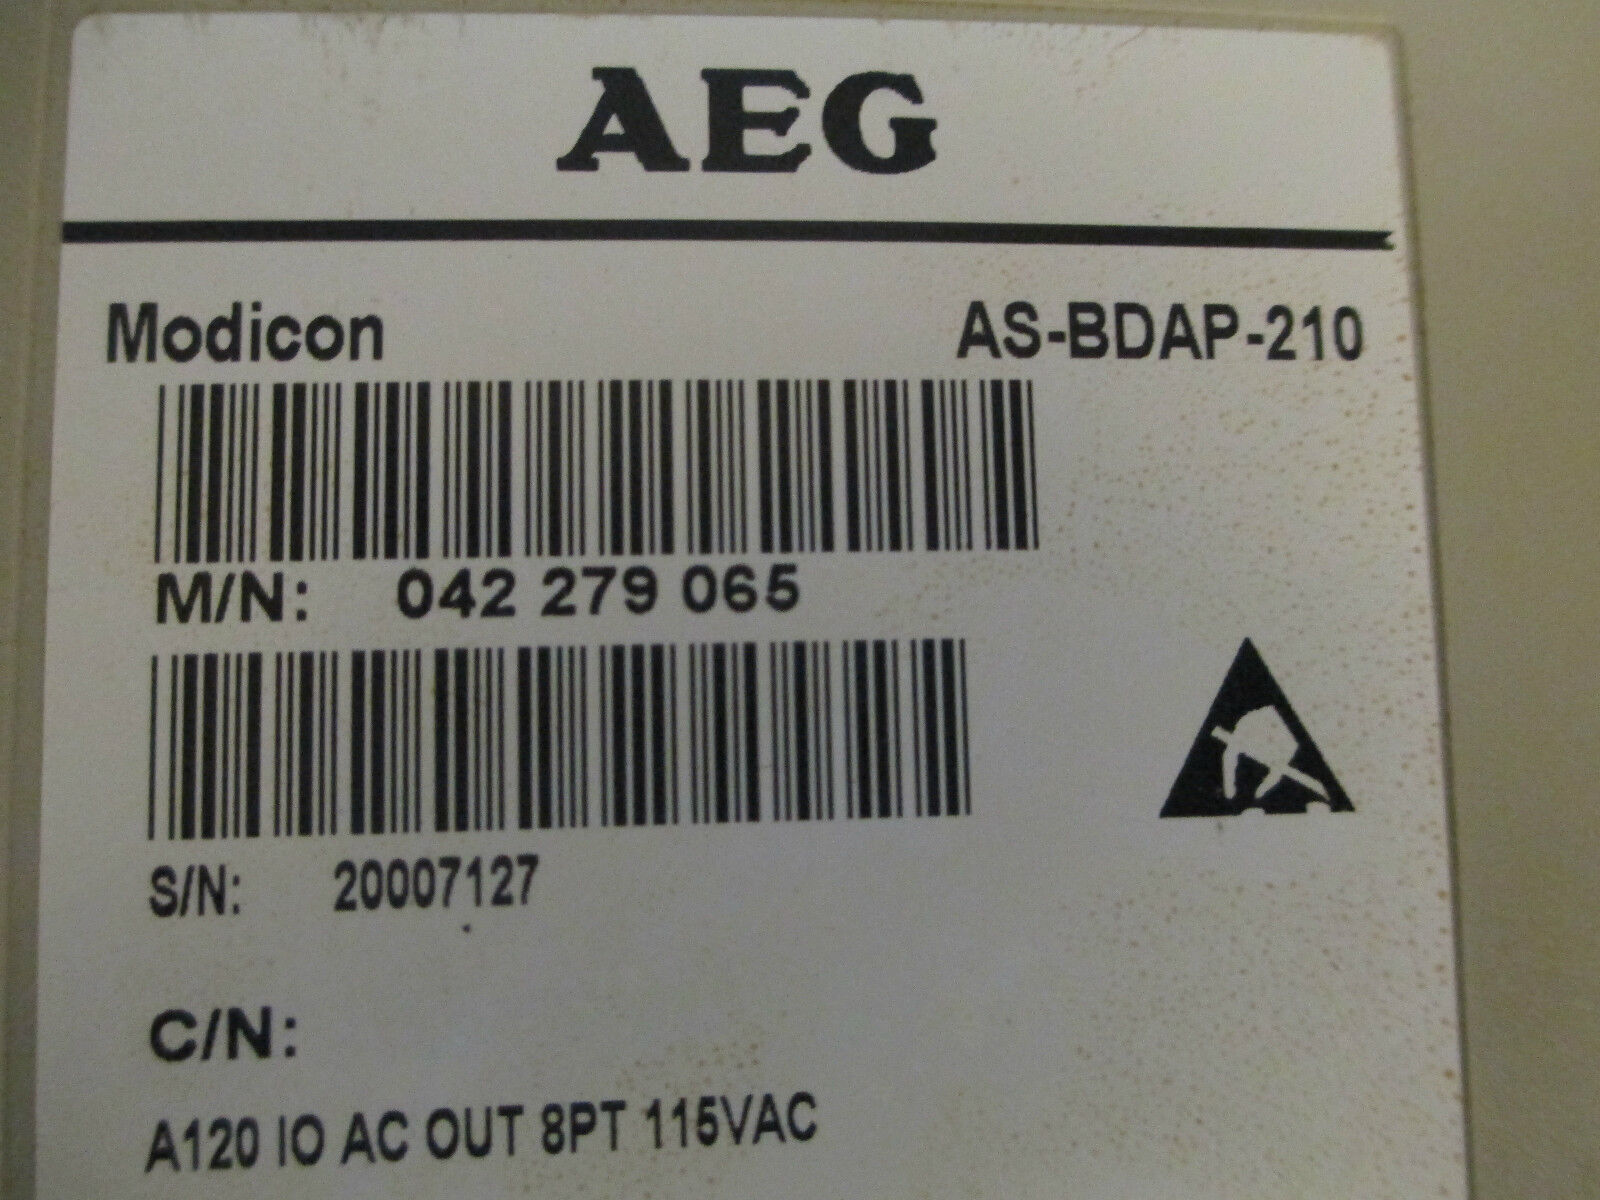 AEG
Modicon AS-BDAP-210
M/N: 042 279 065
S/N: 20007127
C/N:
A120 IO AC OUT 8PT 115VAC